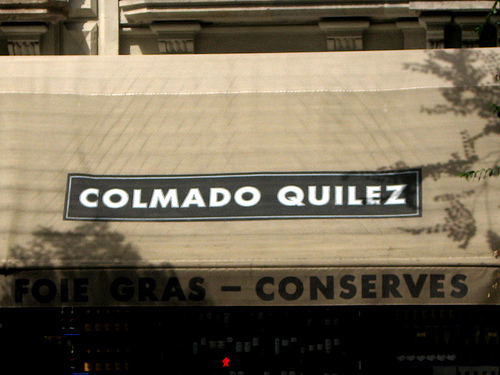 COLMADO QUILEZ
FOIE GRAS – CONSERVES